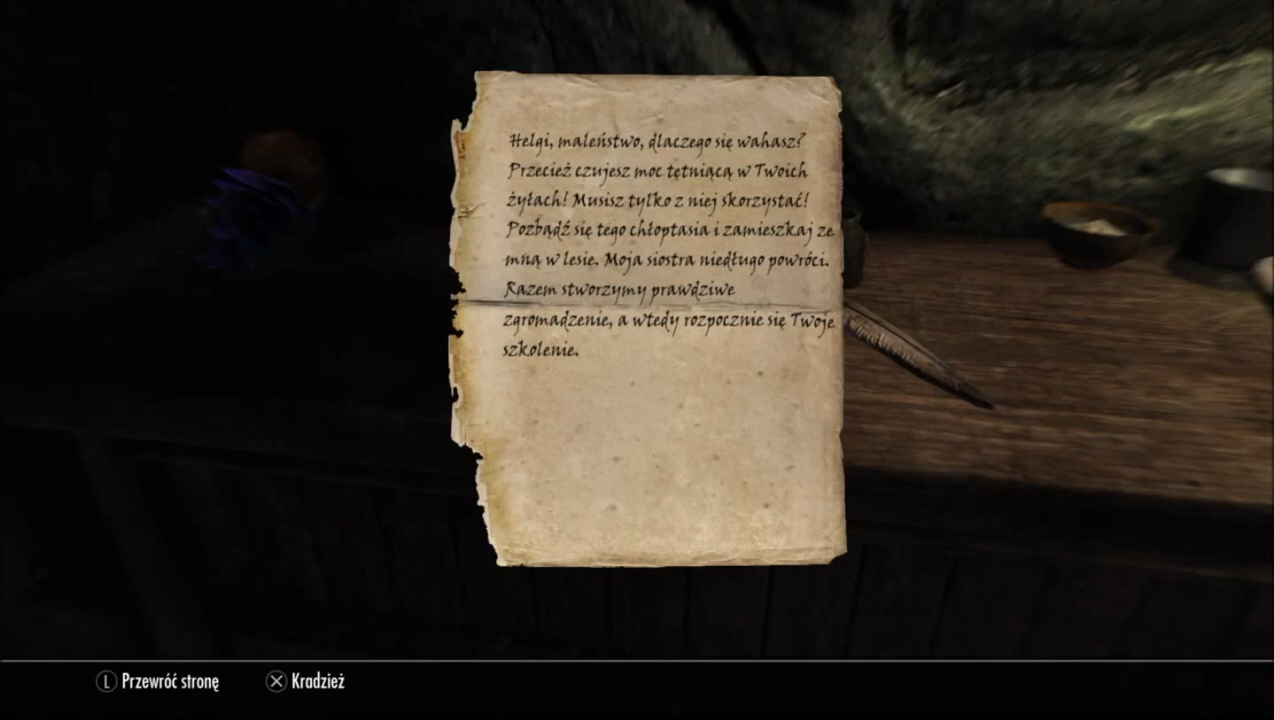 Helgi, maleństwo, dlaczego się wahasz?
Przecież czujesz moc tętniącą w Twoich
żyłach! Musisz tylko z niej skorzystać!
Pozbądź się tego chłoptasia i zamieszkaj ze
mną w lesie. Moja siostra niedługo powróci.
Razem stworzymy prawdziwe
zgromadzenie, a wtedy rozpocznie się Twoje
szkolenie.
L Przewróć stronę X Kradzież